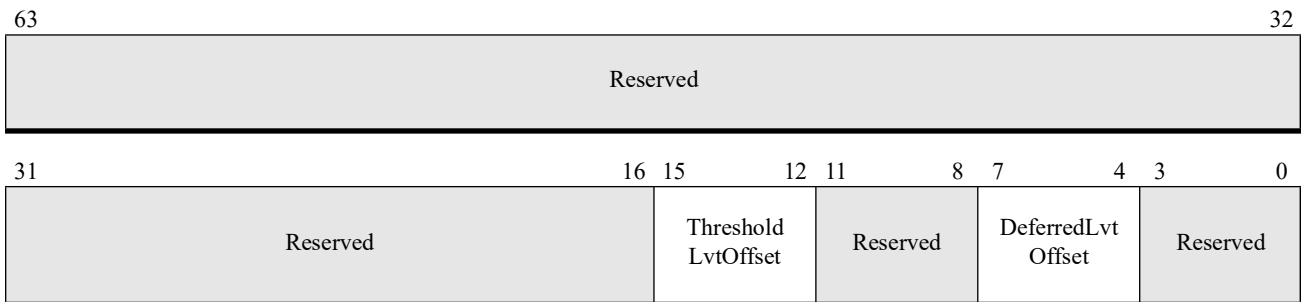 63 32
Reserved
31 16 15 12 11 8 7 4 3 0
Reserved
Threshold
LvtOffset
Reserved
DeferredLvt
Offset
Reserved